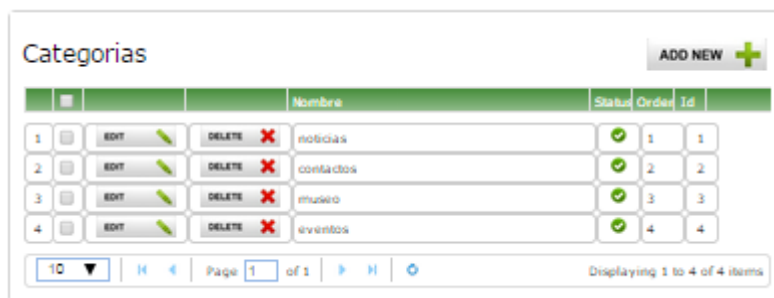 Categorias
ADD NEW
Nombre Status Order Id
1 EDIT DELETE noticias 1 1
2 EDIT DELETE contactos 2 2
3 EDIT DELETE museo 3 3
4 EDIT DELETE eventos 4 4
10 Page 1 of 1 Displaying 1 to 4 of 4 items